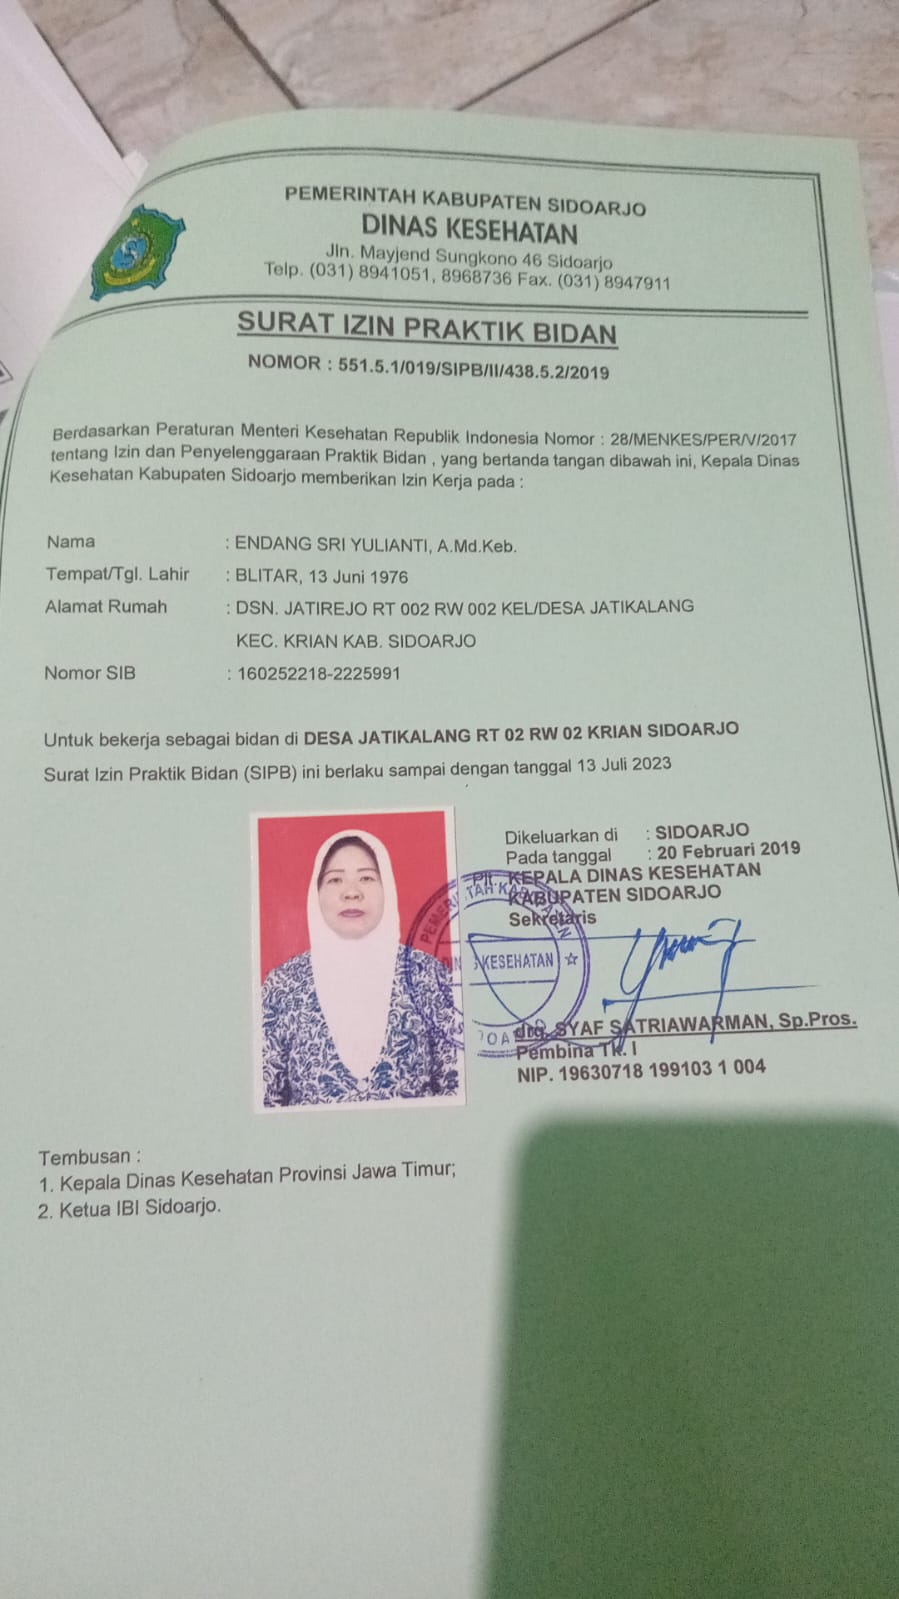 PEMERINTAH KABUPATEN SIDOARJO
DINAS KESEHATAN
Jln. Mayjend Sungkono 46 Sidoarjo
Telp. (031) 8941051, 8968736 Fax. (031) 8947911
SURAT IZIN PRAKTIK BIDAN
NOMOR : 551.5.1/019/SIPB/II/438.5.2/2019
Berdasarkan Peraturan Menteri Kesehatan Republik Indonesia Nomor : 28/MENKES/PER/V/2017
tentang Izin dan Penyelenggaraan Praktik Bidan , yang bertanda tangan dibawah ini, Kepala Dinas
Kesehatan Kabupaten Sidoarjo memberikan Izin Kerja pada :
Nama : ENDANG SRI YULIANTI, A.Md.Keb.
Tempat/Tgl. Lahir : BLITAR, 13 Juni 1976
Alamat Rumah : DSN. JATIREJO RT 002 RW 002 KEL/DESA JATIKALANG
KEC. KRIAN KAB. SIDOARJO
Nomor SIB : 160252218-2225991
Untuk bekerja sebagai bidan di DESA JATIKALANG RT 02 RW 02 KRIAN SIDOARJO
Surat Izin Praktik Bidan (SIPB) ini berlaku sampai dengan tanggal 13 Juli 2023
Dikeluarkan di : SIDOARJO
Pada tanggal : 20 Februari 2019
Plt. KEPALA DINAS KESEHATAN
KABUPATEN SIDOARJO
Sekretaris
KESEHATAN
drg. SYAF SATRIAWARMAN, Sp.Pros.
Pembina Tk. I
NIP. 19630718 199103 1 004
Tembusan :
1. Kepala Dinas Kesehatan Provinsi Jawa Timur;
2. Ketua IBI Sidoarjo.